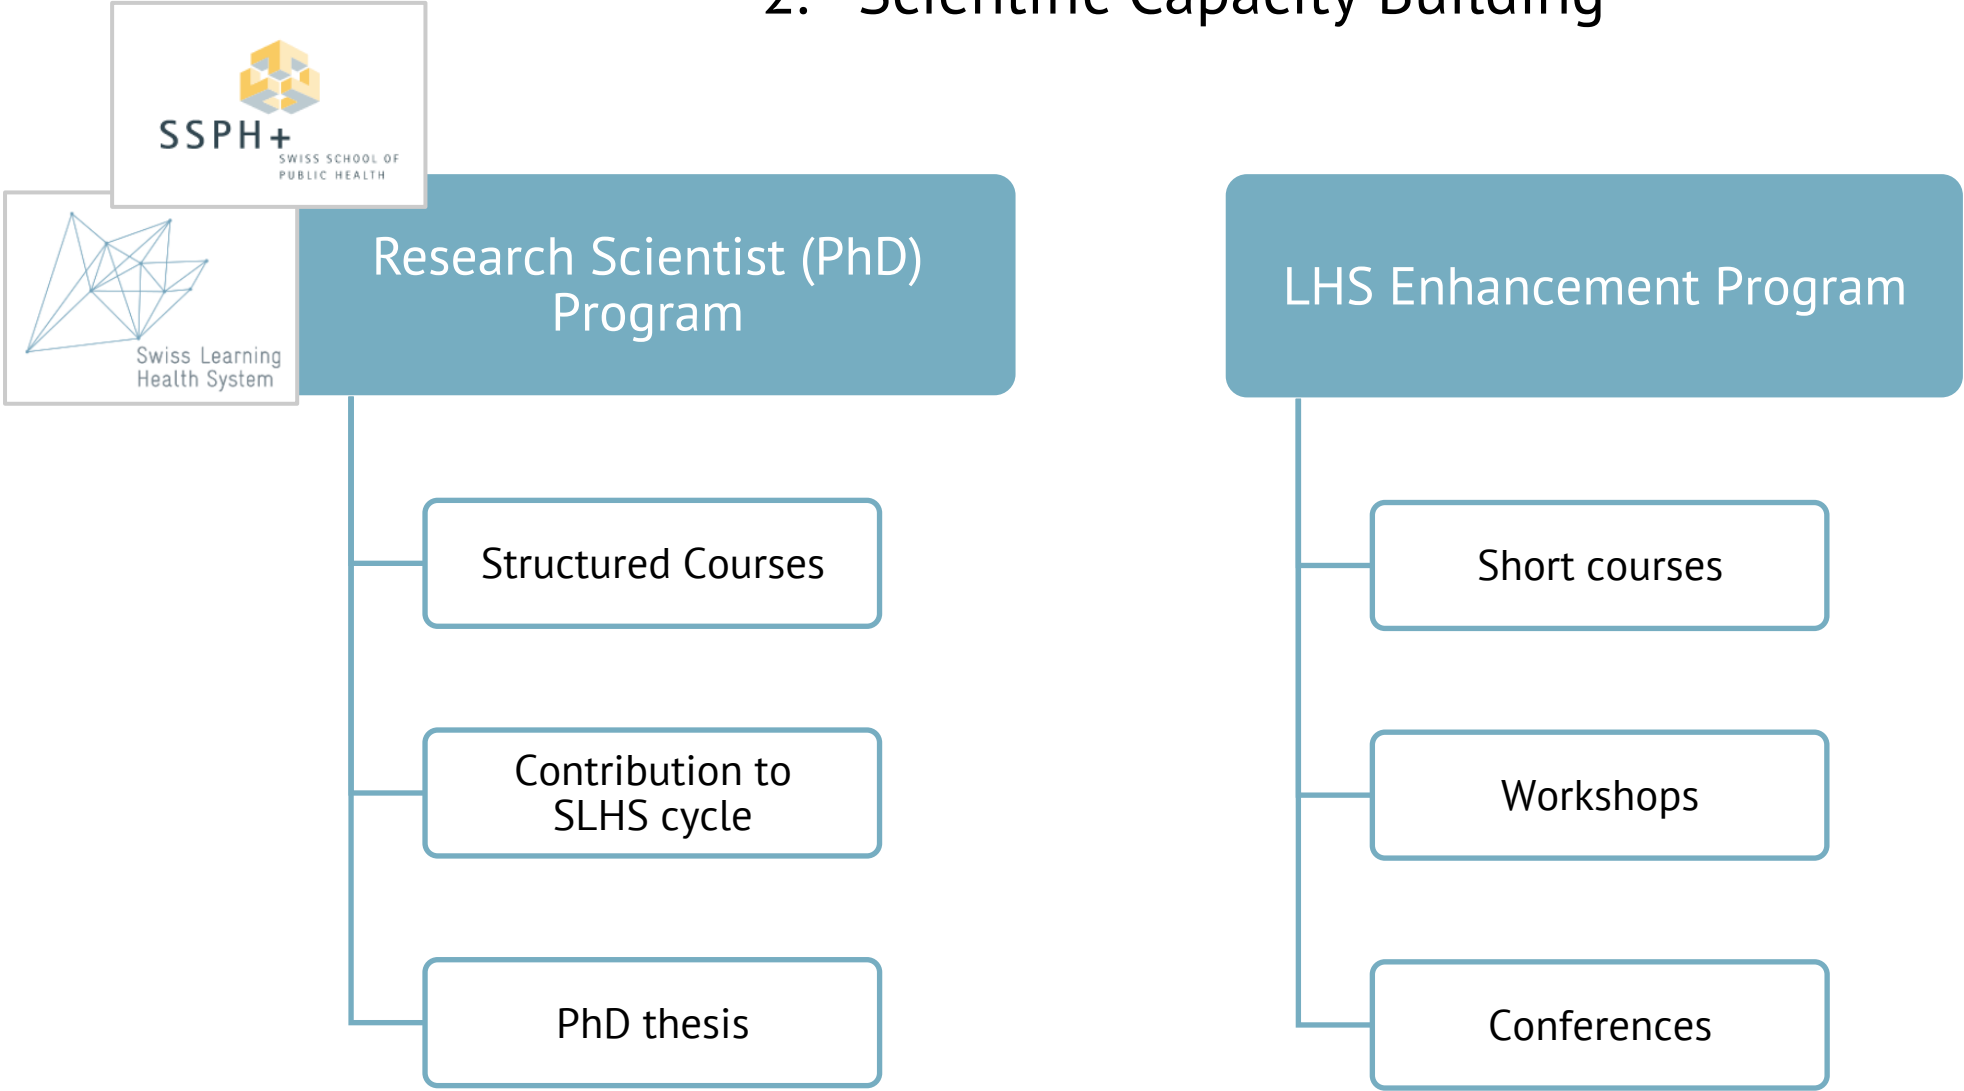 2. Scientific Capacity Building
SSPH+
SWISS SCHOOL OF
PUBLIC HEALTH
Swiss Learning
Health System
Research Scientist (PhD)
Program
Structured Courses
Contribution to
SLHS cycle
PhD thesis
LHS Enhancement Program
Short courses
Workshops
Conferences